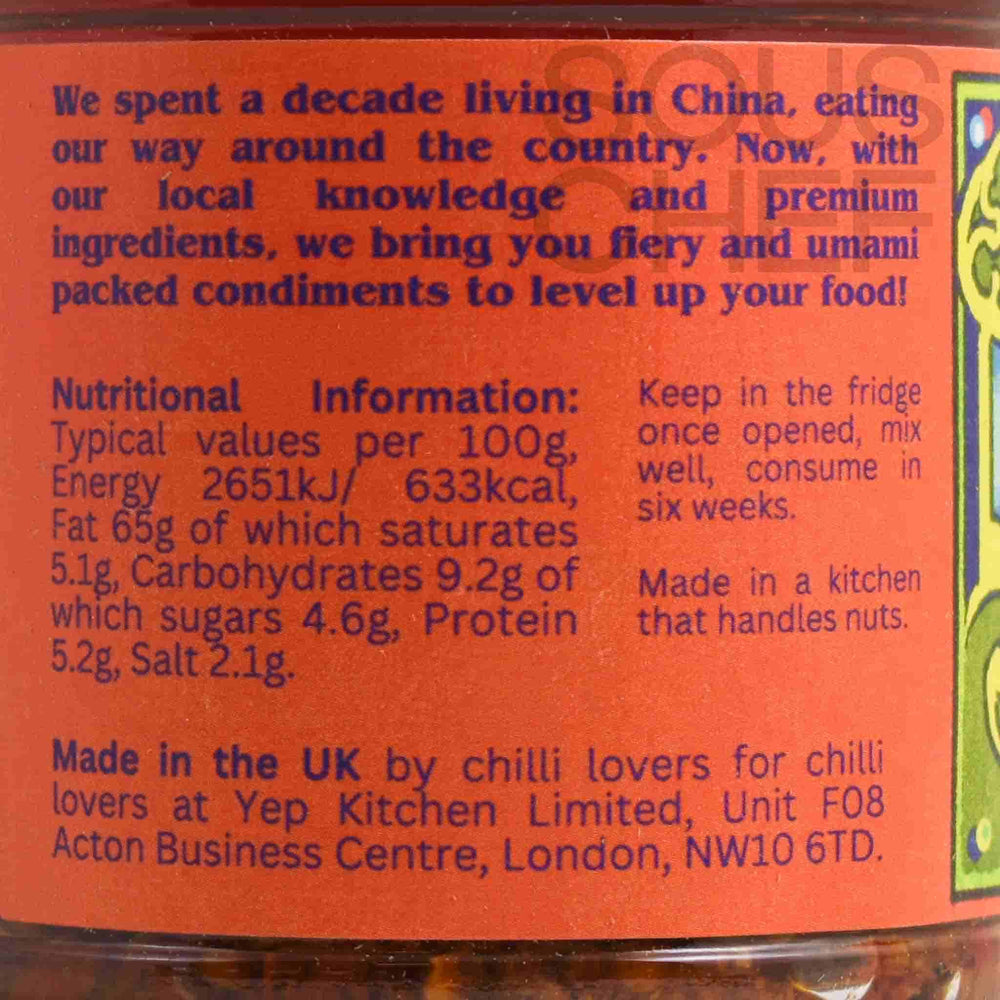 SOUS
CHEF
We spent a decade living in China, eating
our way around the country. Now, with
our local knowledge and premium
ingredients, we bring you fiery and umami
packed condiments to level up your food!
Nutritional Information:
Typical values per 100g,
Energy 2651kJ/ 633kcal,
Fat 65g of which saturates
5.1g, Carbohydrates 9.2g of
which sugars 4.6g, Protein
5.2g, Salt 2.1g.
Keep in the fridge
once opened, mix
well, consume in
six weeks.
Made in a kitchen
that handles nuts.
Made in the UK by chilli lovers for chilli
lovers at Yep Kitchen Limited, Unit F08
Acton Business Centre, London, NW10 6TD.